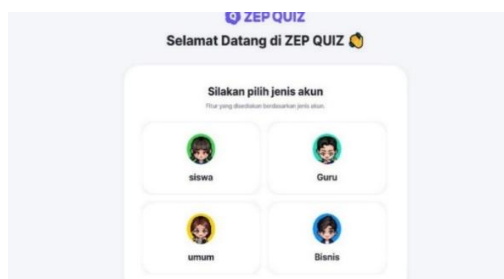 ZEP QUIZ
Selamat Datang di ZEP QUIZ
Silakan pilih jenis akun
Fitur yang disediakan berdasarkan jenis akun.
siswa
Guru
umum
Bisnis